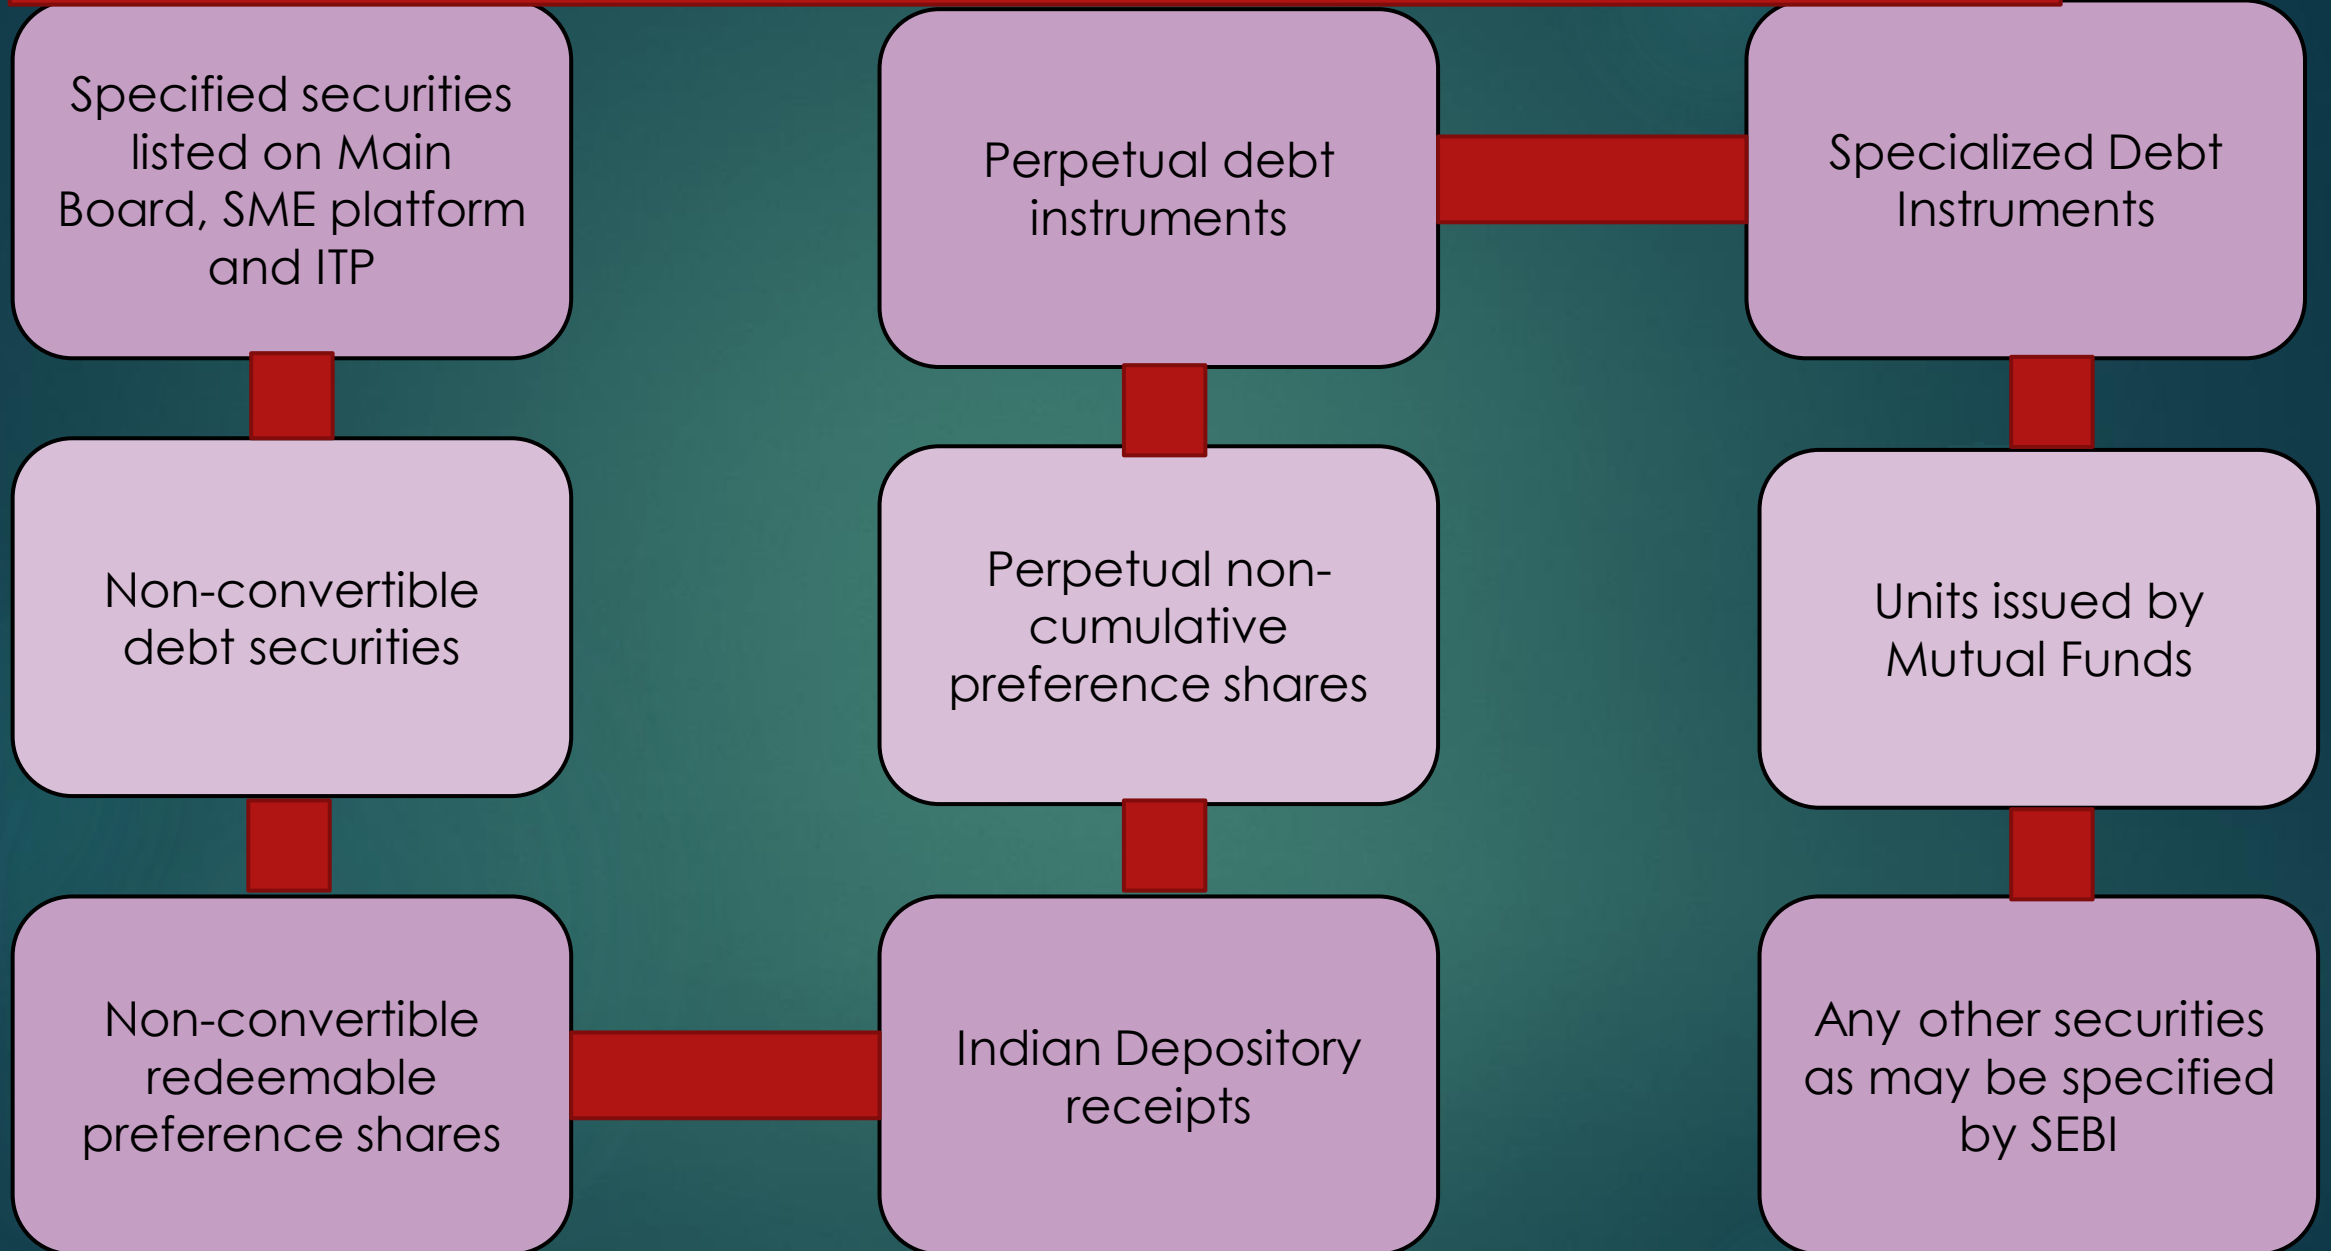 Specified securities
listed on Main
Board, SME platform
and ITP
Non-convertible
debt securities
Non-convertible
redeemable
preference shares
Indian Depository
receipts
Perpetual non-
cumulative
preference shares
Perpetual debt
instruments
Specialized Debt
Instruments
Units issued by
Mutual Funds
Any other securities
as may be specified
by SEBI